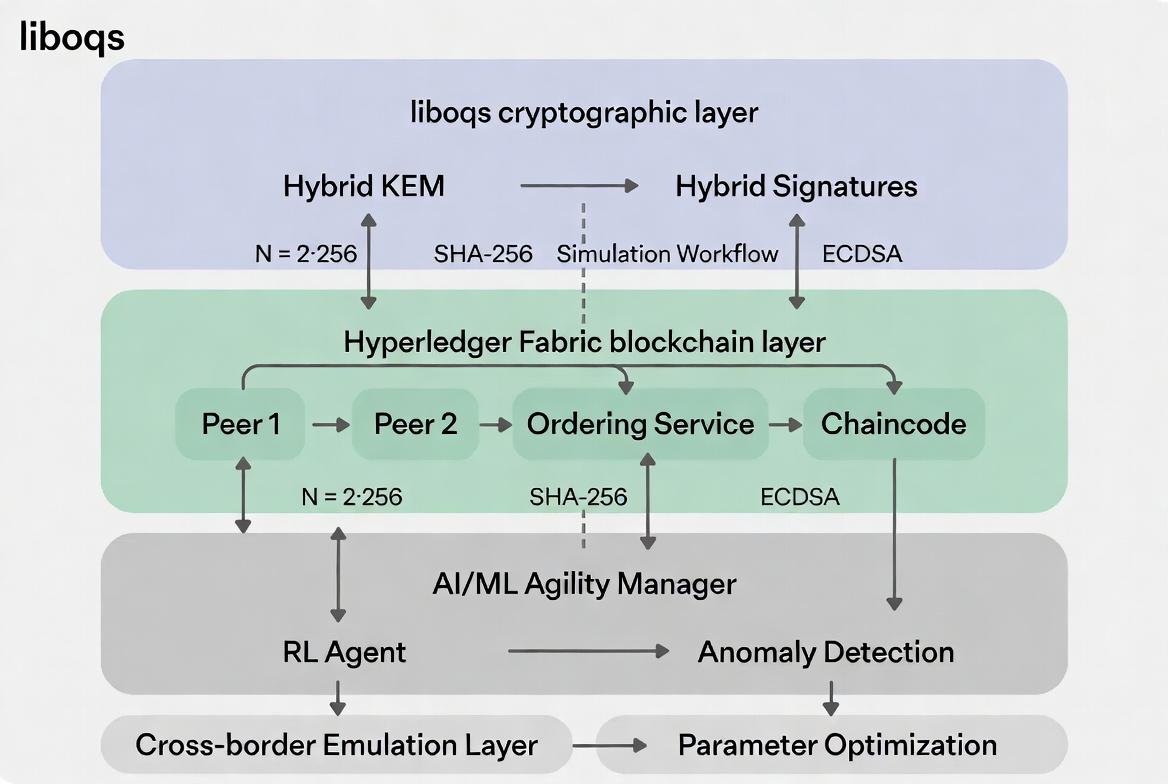 liboqs
liboqs cryptographic layer
Hybrid KEM
Hybrid Signatures
N = 2·256
SHA-256
Simulation Workflow
ECDSA
Hyperledger Fabric blockchain layer
Peer 1
Peer 2
Ordering Service
Chaincode
N = 2·256
SHA-256
ECDSA
AI/ML Agility Manager
RL Agent
Anomaly Detection
Cross-border Emulation Layer
Parameter Optimization